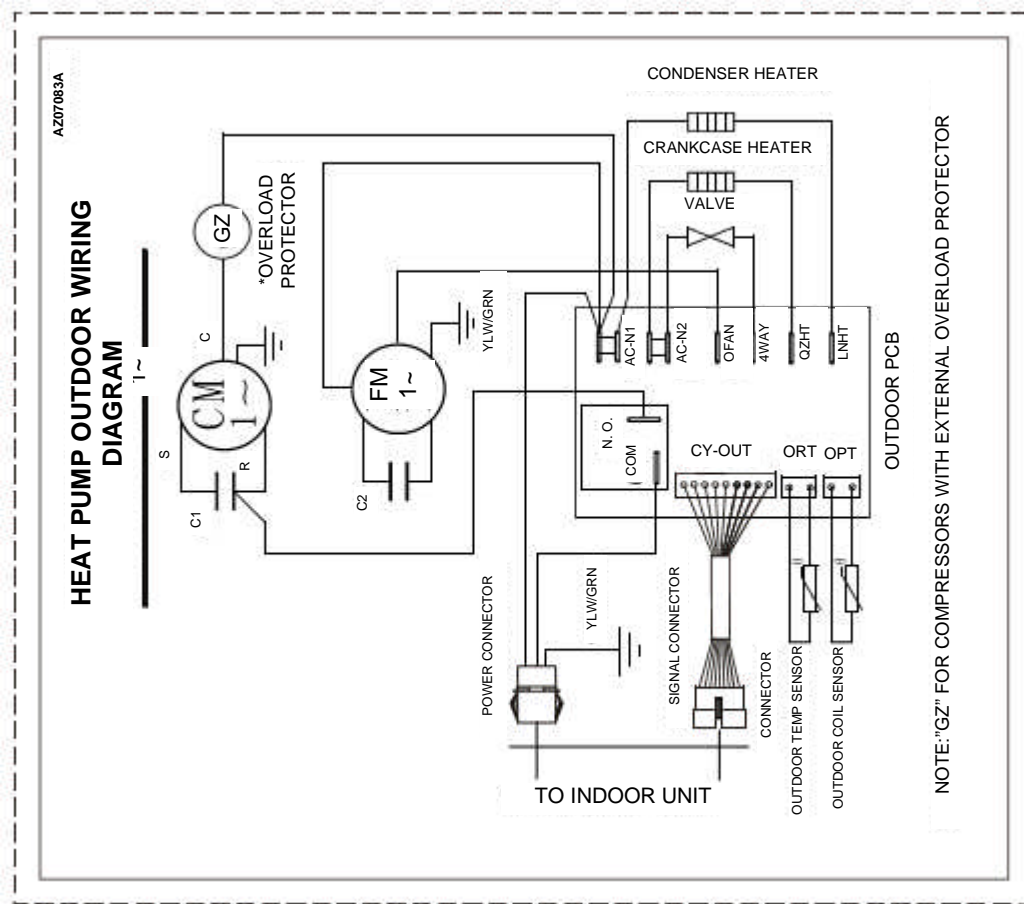 AZ07083A
HEAT PUMP OUTDOOR WIRING
DIAGRAM
1~
CONDENSER HEATER
CRANKCASE HEATER
VALVE
GZ
*OVERLOAD
PROTECTOR
C
CM
1~
S
R
C1
FM
1~
C2
YLW/GRN
AC-N1
AC-N2
OFAN
4WAY
QZHT
LNHT
OUTDOOR PCB
N. O.
COM
CY-OUT
ORT
OPT
POWER CONNECTOR
YLW/GRN
SIGNAL CONNECTOR
CONNECTOR
OUTDOOR TEMP SENSOR
OUTDOOR COIL SENSOR
TO INDOOR UNIT
NOTE:"GZ" FOR COMPRESSORS WITH EXTERNAL OVERLOAD PROTECTOR